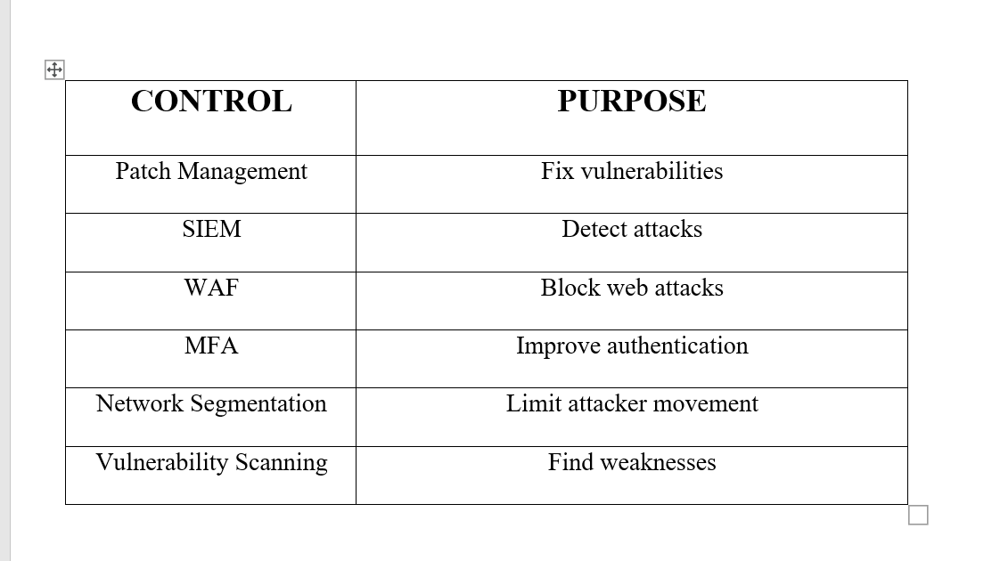 CONTROL PURPOSE
Patch Management Fix vulnerabilities
SIEM Detect attacks
WAF Block web attacks
MFA Improve authentication
Network Segmentation Limit attacker movement
Vulnerability Scanning Find weaknesses